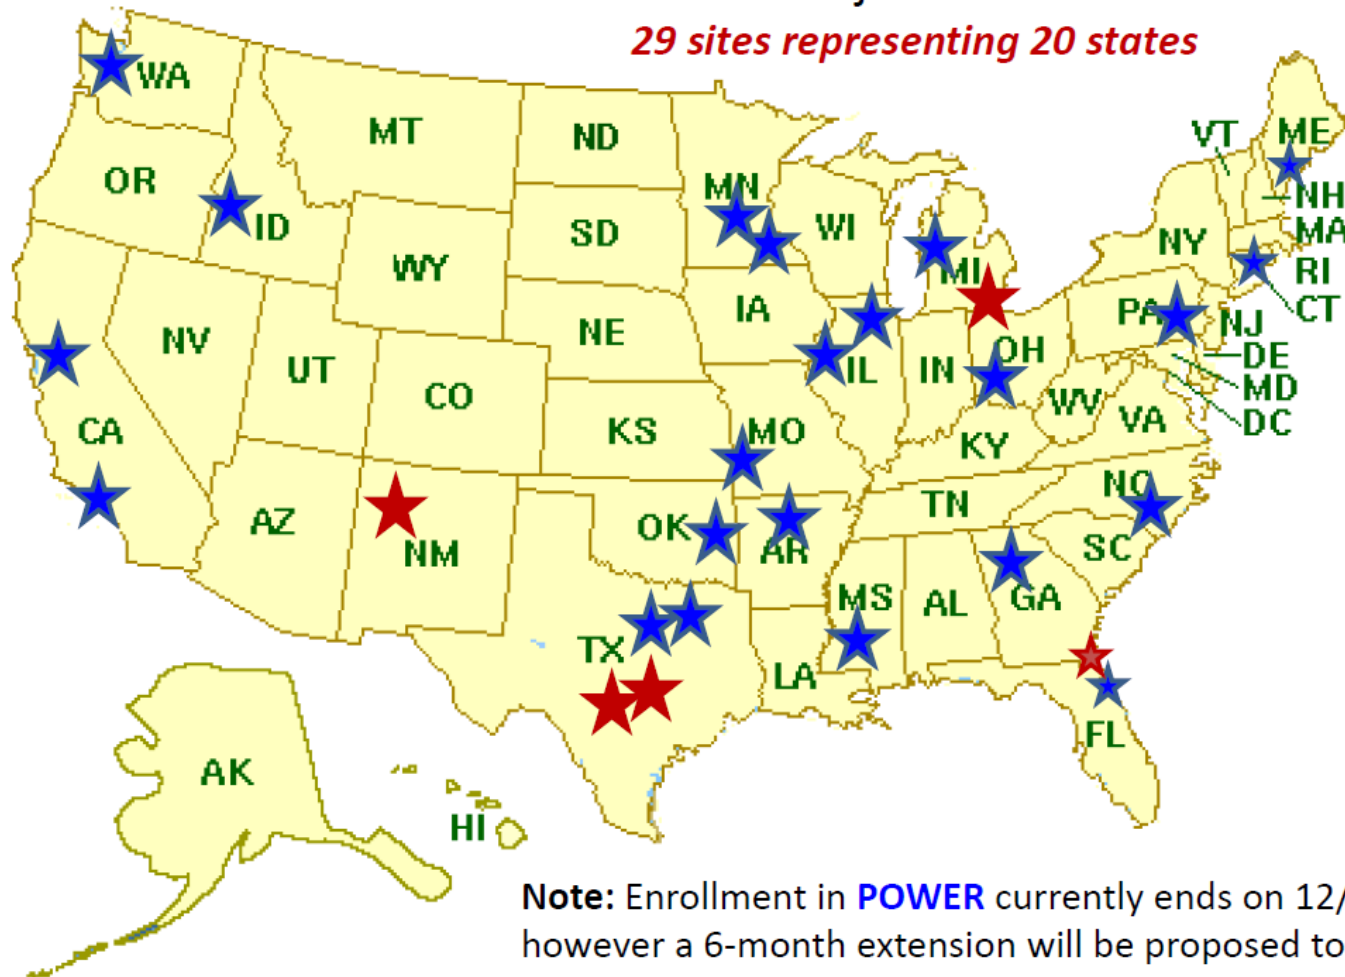 29 sites representing 20 states
WA
MT
ND
MN
VT
ME
OR
ID
SD
WI
NH
MA
NY
WY
MI
RI
CT
IA
PA
NJ
NV
NE
OH
DE
UT
IL
IN
MD
CO
WV
DC
CA
KS
MO
VA
KY
NC
AZ
NM
OK
AR
TN
SC
MS
AL
GA
TX
LA
FL
AK
HI
Note: Enrollment in POWER currently ends on 12/
however a 6-month extension will be proposed to